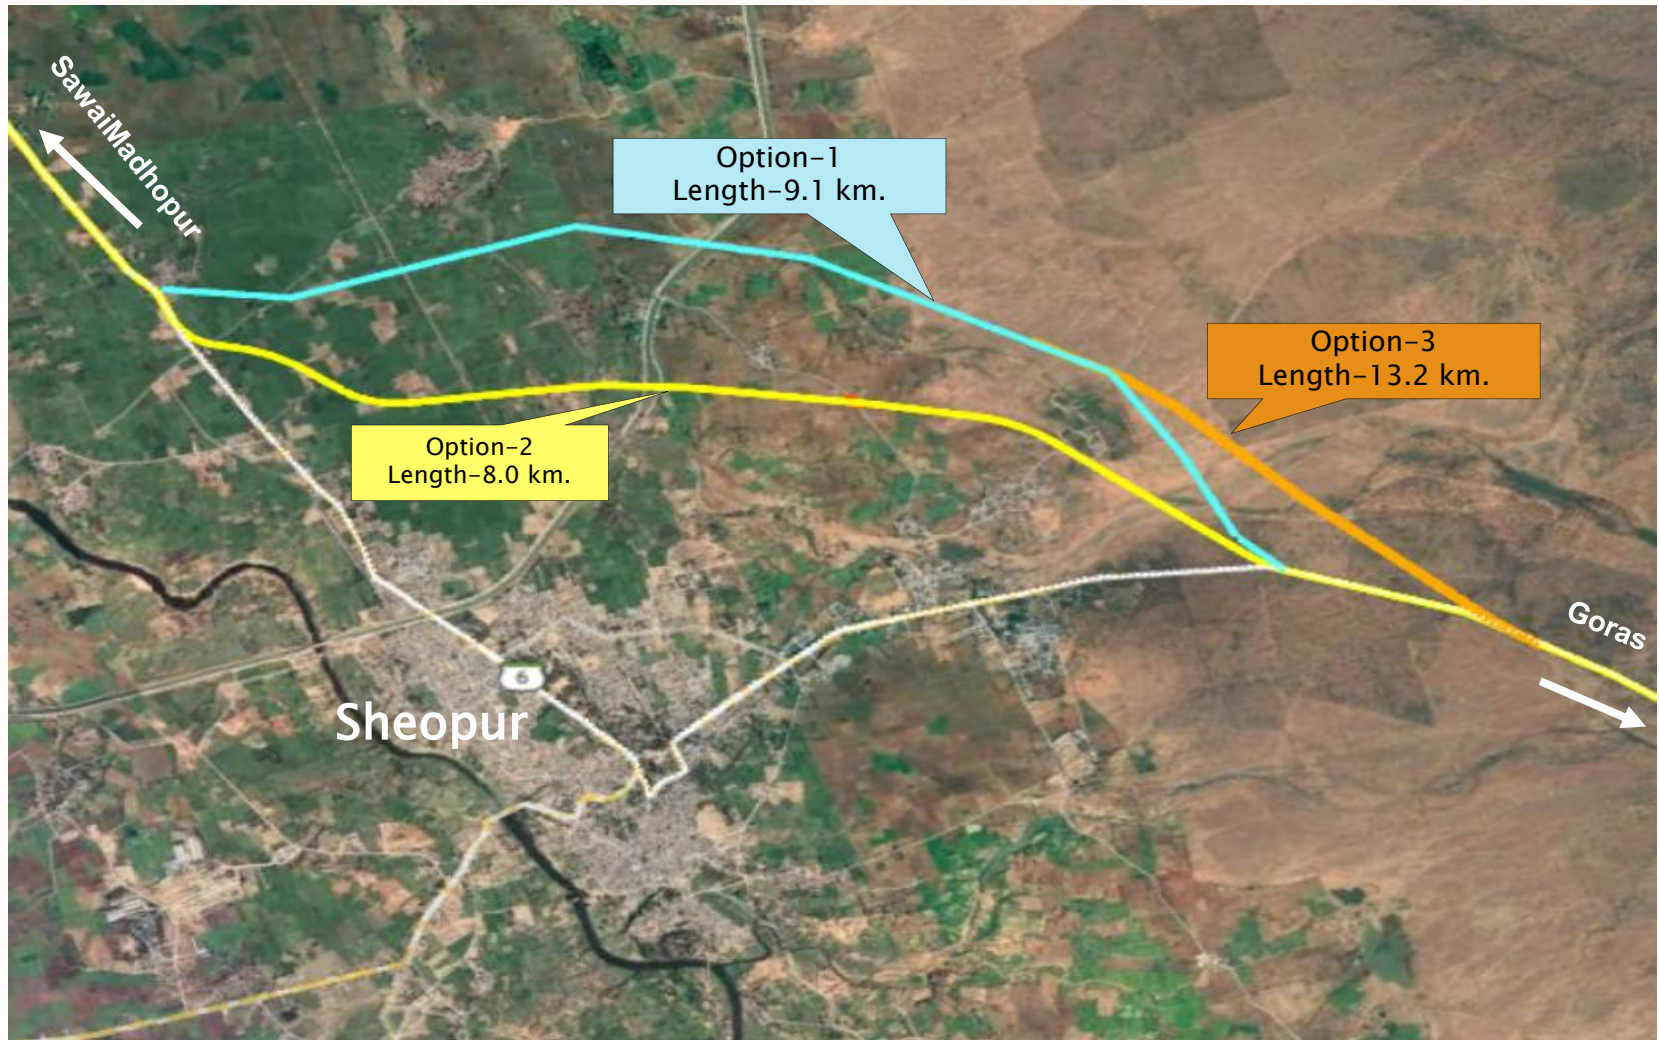 SawaiMadhopur
Option-1
Length-9.1 km.
Option-3
Length-13.2 km.
Option-2
Length-8.0 km.
Goras
6
Sheopur